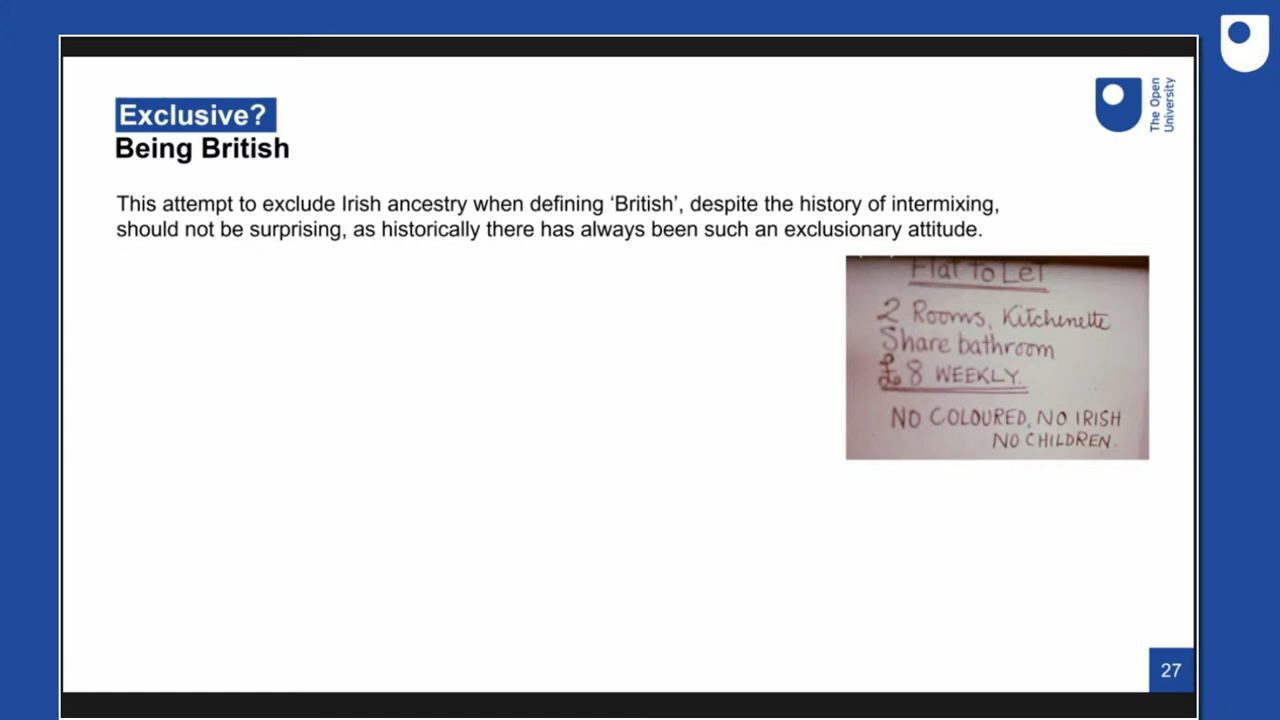 Exclusive?
Being British
The Open
University
This attempt to exclude Irish ancestry when defining ‘British’, despite the history of intermixing,
should not be surprising, as historically there has always been such an exclusionary attitude.
Flat to Let
2 Rooms, Kitchenette
Share bathroom
£8 WEEKLY.
NO COLOURED, NO IRISH
NO CHILDREN.
27